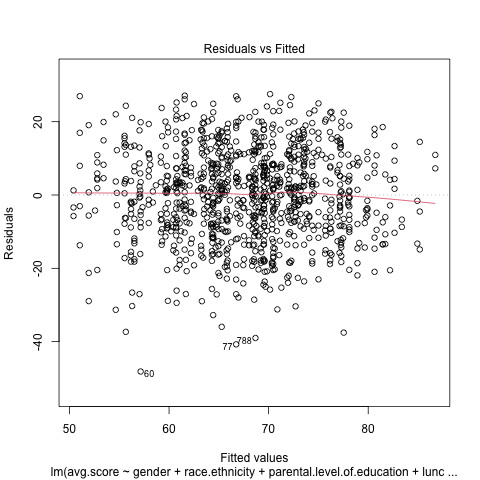 Residuals vs Fitted
20
0
-20
-40
Residuals
788
77
60
50
60
70
80
Fitted values
lm(avg.score ~ gender + race.ethnicity + parental.level.of.education + lunc ...